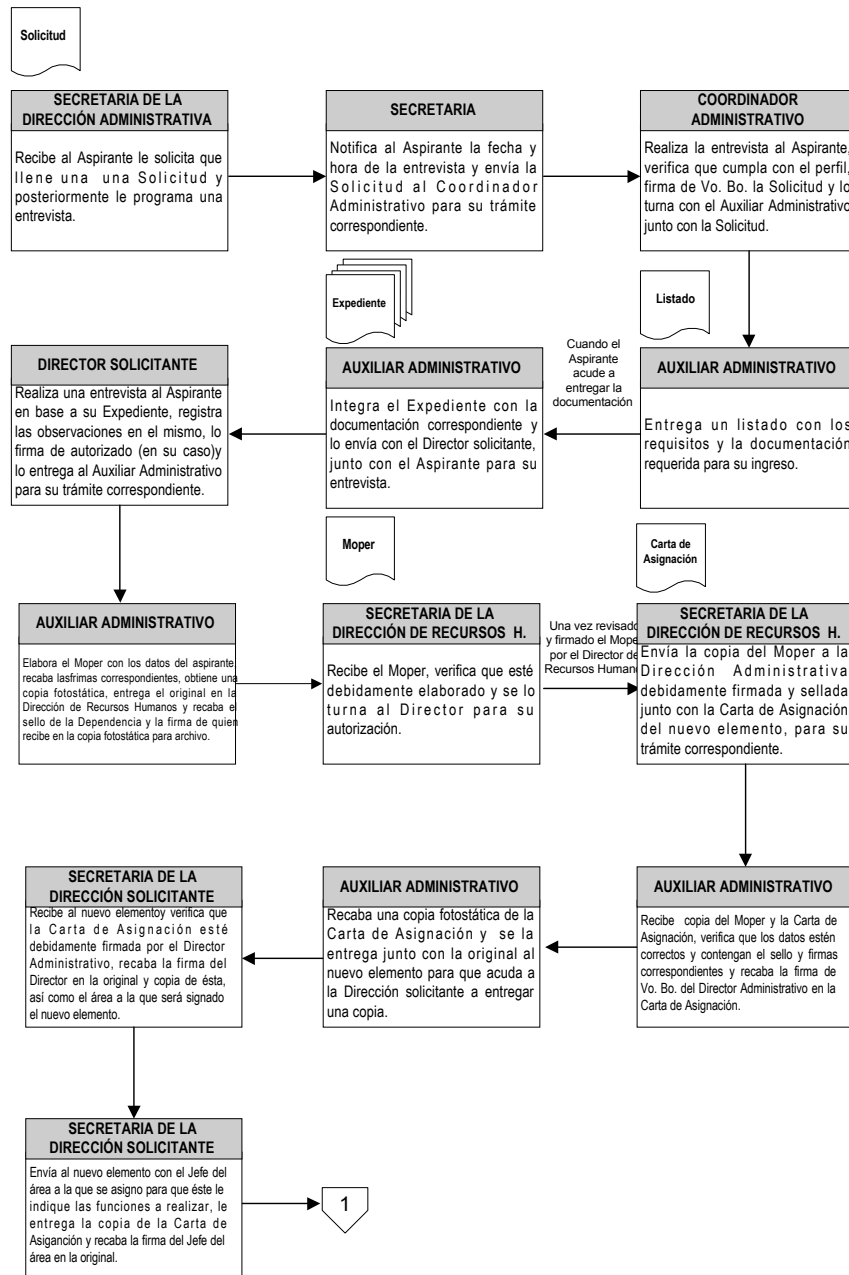 Solicitud
SECRETARIA DE LA
DIRECCIÓN ADMINISTRATIVA
Recibe al Aspirante le solicita que
llene una una Solicitud y
posteriormente le programa una
entrevista.
SECRETARIA
Notifica al Aspirante la fecha y
hora de la entrevista y envía la
Solicitud al Coordinador
Administrativo para su trámite
correspondiente.
COORDINADOR
ADMINISTRATIVO
Realiza la entrevista al Aspirante,
verifica que cumpla con el perfil,
firma de Vo. Bo. la Solicitud y lo
turna con el Auxiliar Administrativo
junto con la Solicitud.
Listado
AUXILIAR ADMINISTRATIVO
Entrega un listado con los
requisitos y la documentación
requerida para su ingreso.
Cuando el
Aspirante
acude a
entregar la
documentación
Expediente
AUXILIAR ADMINISTRATIVO
Integra el Expediente con la
documentación correspondiente y
lo envía con el Director solicitante,
junto con el Aspirante para su
entrevista.
DIRECTOR SOLICITANTE
Realiza una entrevista al Aspirante
en base a su Expediente, registra
las observaciones en el mismo, lo
firma de autorizado (en su caso)y
lo entrega al Auxiliar Administrativo
para su trámite correspondiente.
AUXILIAR ADMINISTRATIVO
Elabora el Moper con los datos del aspirante,
recaba lasfrimas correspondientes, obtiene una
copia fotostática, entrega el original en la
Dirección de Recursos Humanos y recaba el
sello de la Dependencia y la firma de quien
recibe en la copia fotostática para archivo.
Moper
SECRETARIA DE LA
DIRECCIÓN DE RECURSOS H.
Recibe el Moper, verifica que esté
debidamente elaborado y se lo
turna al Director para su
autorización.
Una vez revisado
y firmado el Moper
por el Director de
Recursos Human
Carta de
Asignación
SECRETARIA DE LA
DIRECCIÓN DE RECURSOS H.
Envía la copia del Moper a la
Dirección Administrativa
debidamente firmada y sellada
junto con la Carta de Asignación
del nuevo elemento, para su
trámite correspondiente.
AUXILIAR ADMINISTRATIVO
Recibe copia del Moper y la Carta de
Asignación, verifica que los datos estén
correctos y contengan el sello y firmas
correspondientes y recaba la firma de
Vo. Bo. del Director Administrativo en la
Carta de Asignación.
AUXILIAR ADMINISTRATIVO
Recaba una copia fotostática de la
Carta de Asignación y se la
entrega junto con la original al
nuevo elemento para que acuda a
la Dirección solicitante a entregar
una copia.
SECRETARIA DE LA
DIRECCIÓN SOLICITANTE
Recibe al nuevo elementoy verifica que
la Carta de Asignación esté
debidamente firmada por el Director
Administrativo, recaba la firma del
Director en la original y copia de ésta,
así como el área a la que será signado
el nuevo elemento.
SECRETARIA DE LA
DIRECCIÓN SOLICITANTE
Envía al nuevo elemento con el Jefe del
área a la que se asigno para que éste le
indique las funciones a realizar, le
entrega la copia de la Carta de
Asiganción y recaba la firma del Jefe del
área en la original.
1